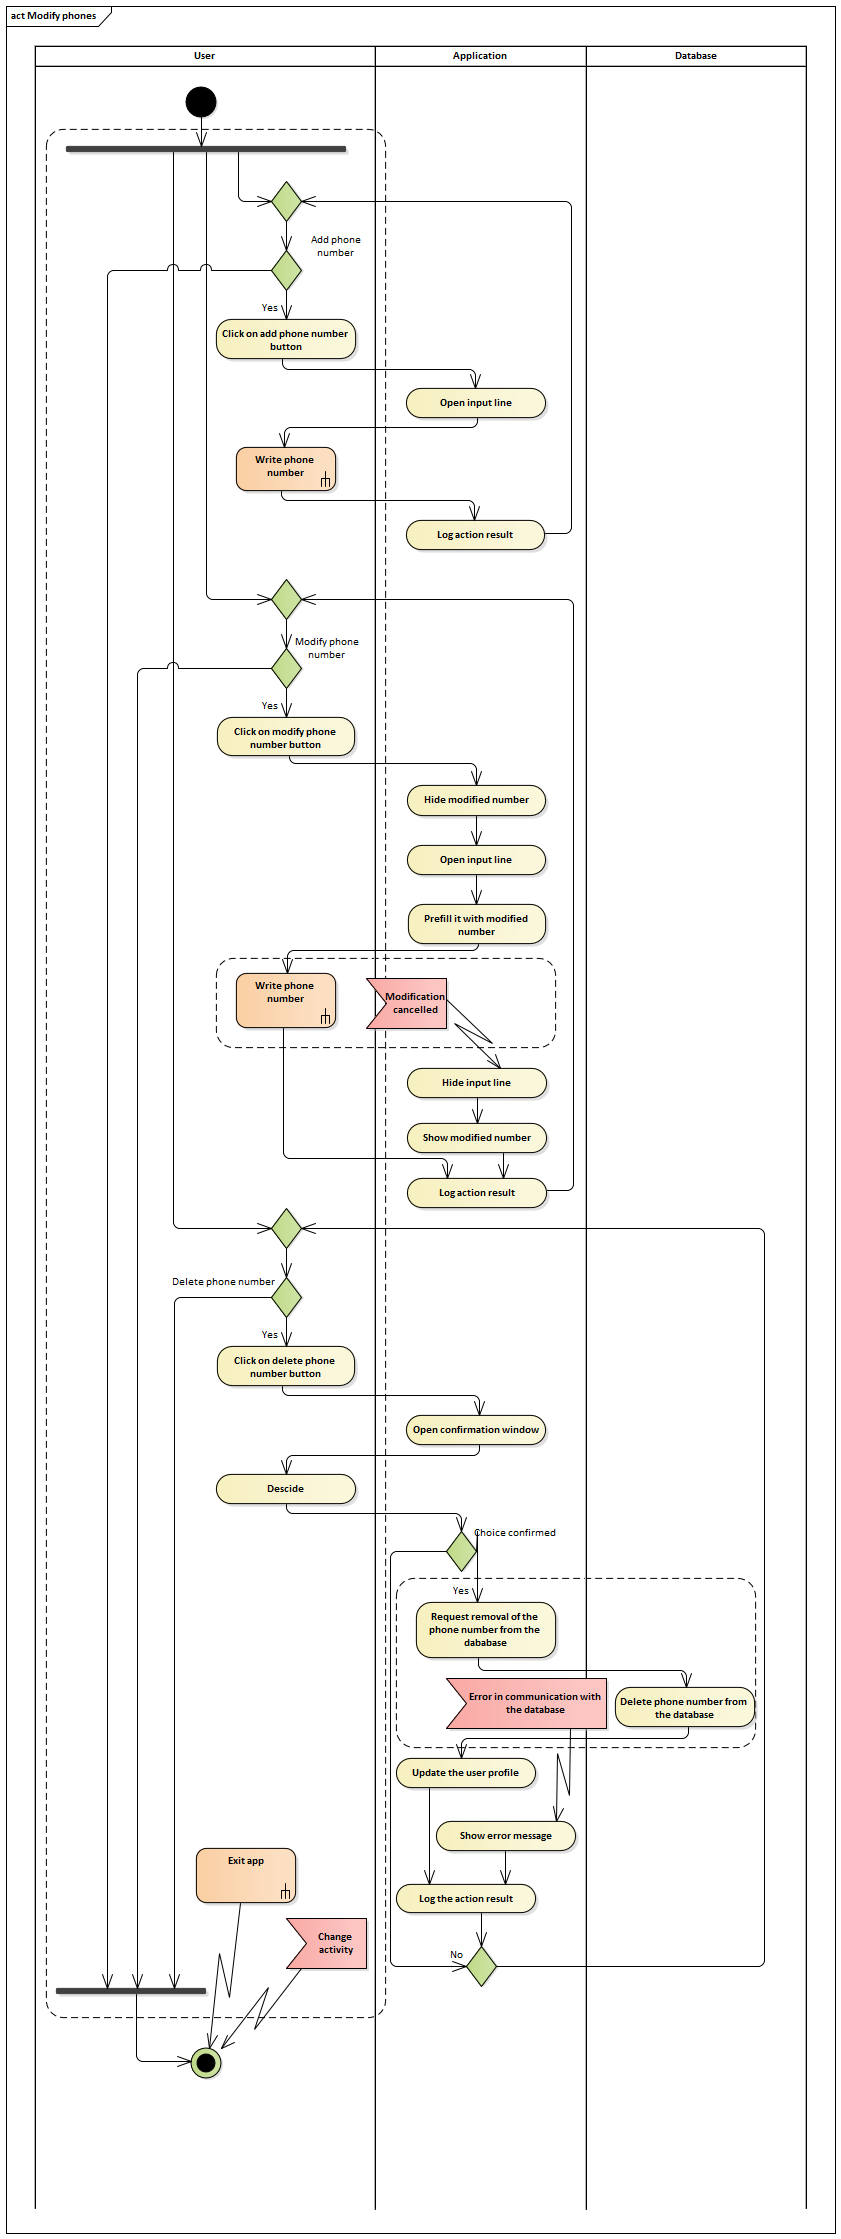 act Modify phones
User
Application
Database
Add phone
number
Yes
Click on add phone number
button
Open input line
Write phone
number
Log action result
Modify phone
number
Yes
Click on modify phone
number button
Hide modified number
Open input line
Prefill it with modified
number
Write phone
number
Modification
cancelled
Hide input line
Show modified number
Log action result
Delete phone number
Yes
Click on delete phone
number button
Open confirmation window
Descide
Choice confirmed
Yes
Request removal of the
phone number from the
dababase
Error in communication with
the database
Delete phone number from
the database
Update the user profile
Show error message
Exit app
Log the action result
Change
activity
No